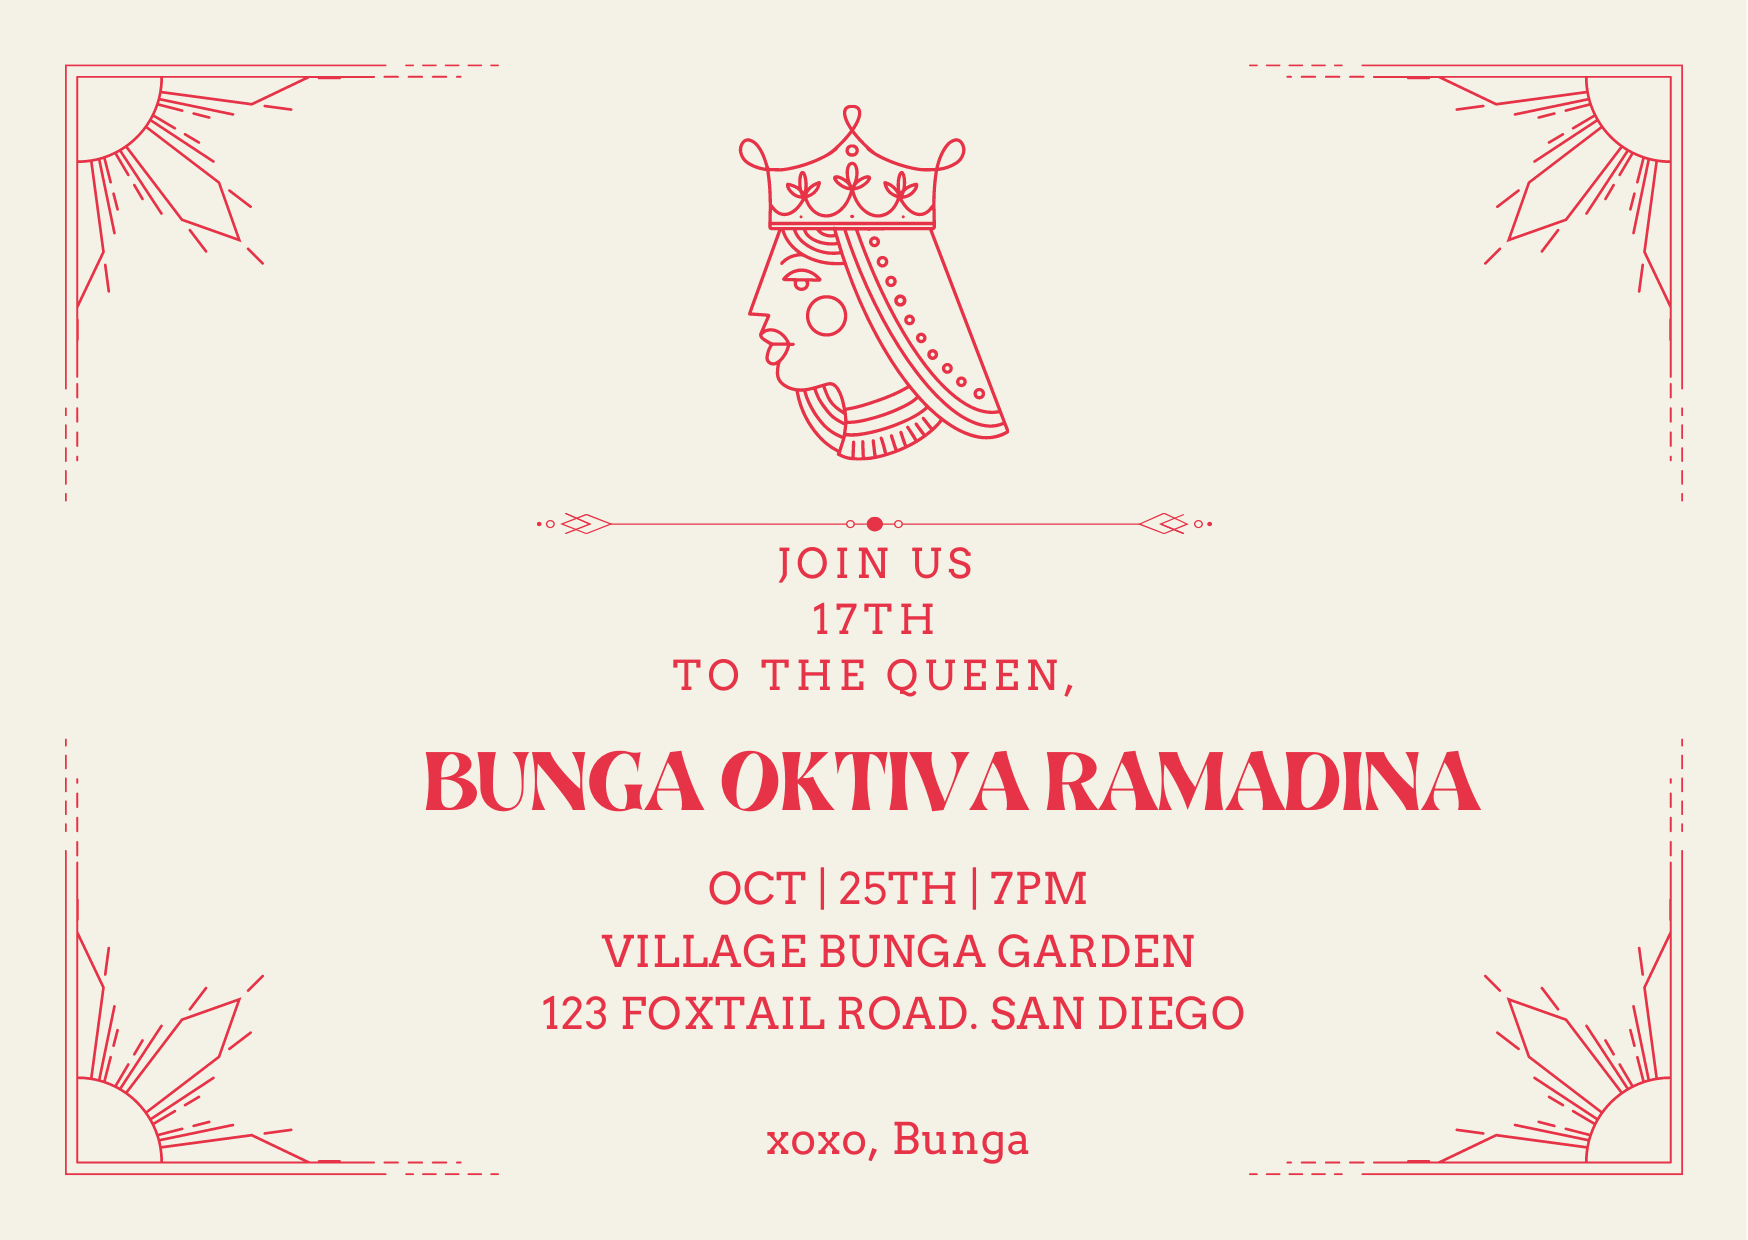 JOIN US
17TH
TO THE QUEEN,
BUNGA OKTIVA RAMADINA
OCT | 25TH | 7PM
VILLAGE BUNGA GARDEN
123 FOXTAIL ROAD. SAN DIEGO
xoxo, Bunga